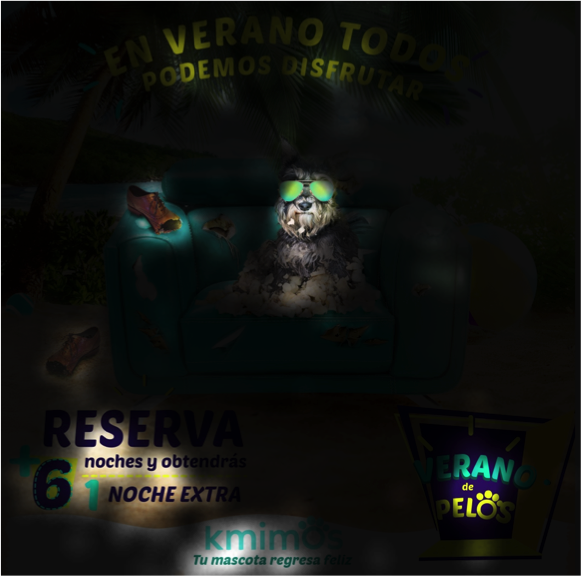 EN VERANO TODOS
PODEMOS DISFRUTAR
RESERVA
+6 noches y obtendrás
1 NOCHE EXTRA
VERANO
de
PELOS
kmimos
Tu mascota regresa feliz